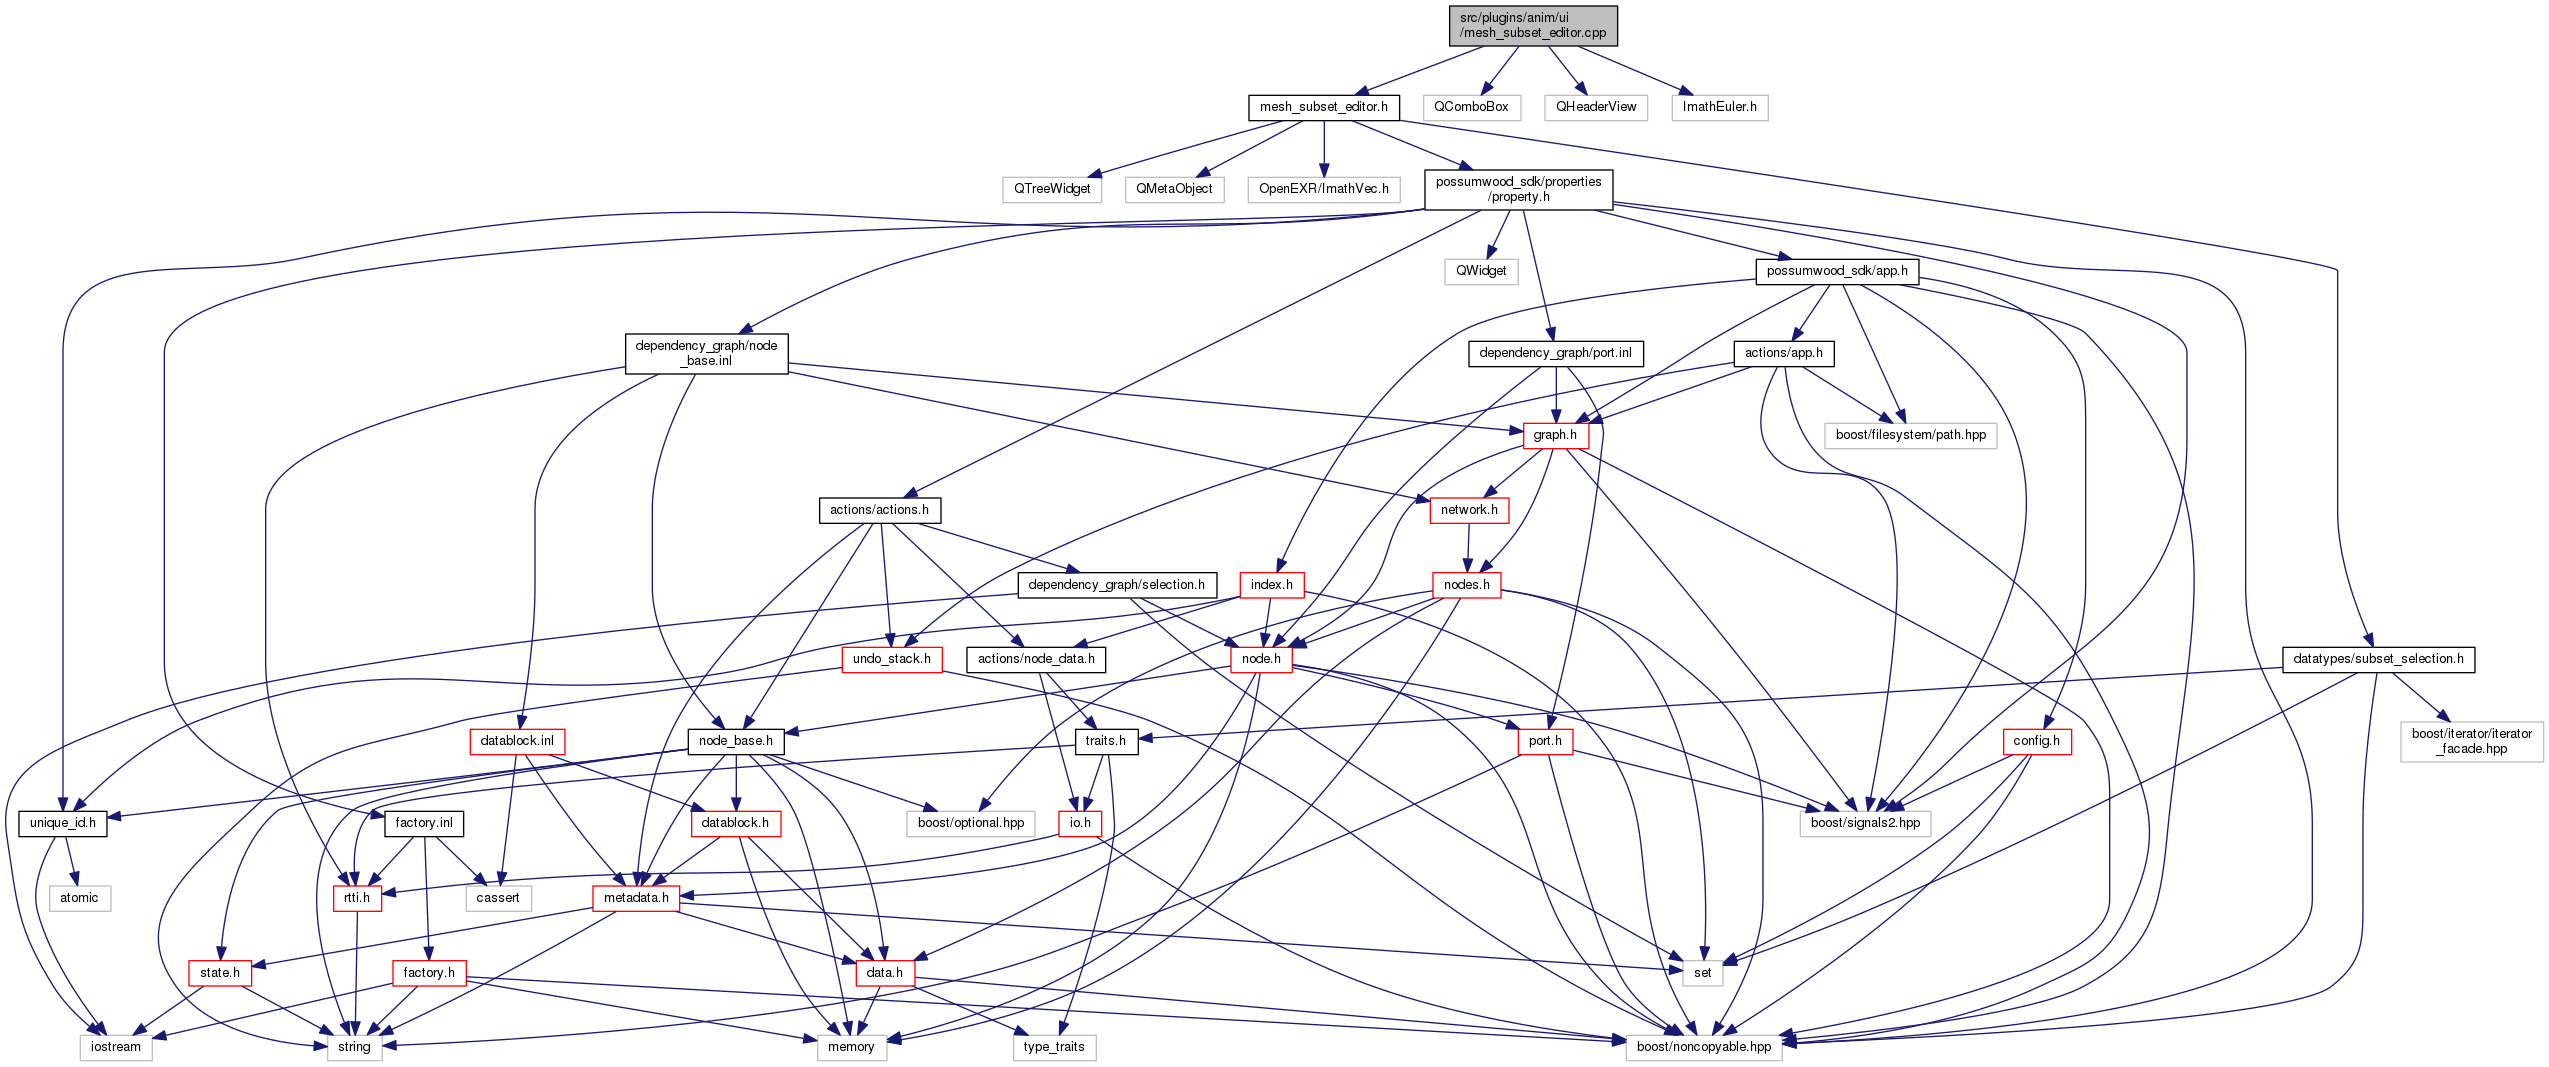 src/plugins/anim/ui
/mesh_subset_editor.cpp
mesh_subset_editor.h
QComboBox
QHeaderView
ImathEuler.h
QTreeWidget
QMetaObject
OpenEXR/ImathVec.h
possumwood_sdk/properties
/property.h
QWidget
possumwood_sdk/app.h
dependency_graph/node
_base.inl
dependency_graph/port.inl
actions/app.h
graph.h
boost/filesystem/path.hpp
actions/actions.h
network.h
dependency_graph/selection.h
index.h
nodes.h
undo_stack.h
actions/node_data.h
node.h
datatypes/subset_selection.h
datablock.inl
node_base.h
traits.h
port.h
config.h
boost/iterator/iterator
_facade.hpp
unique_id.h
factory.inl
datablock.h
boost/optional.hpp
io.h
boost/signals2.hpp
atomic
rtti.h
cassert
metadata.h
state.h
factory.h
data.h
set
iostream
string
memory
type_traits
boost/noncopyable.hpp